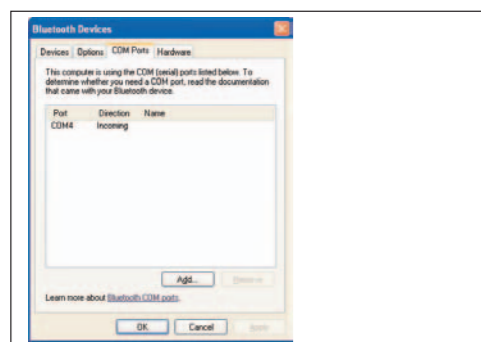 Bluetooth Devices
Devices Options COM Ports Hardware
This computer is using the COM (serial) ports listed below. To
determine whether you need a COM port, read the documentation
that came with your Bluetooth device.
Port Direction Name
COM4 Incoming
Add... Remove
Learn more about Bluetooth COM ports.
OK Cancel Apply